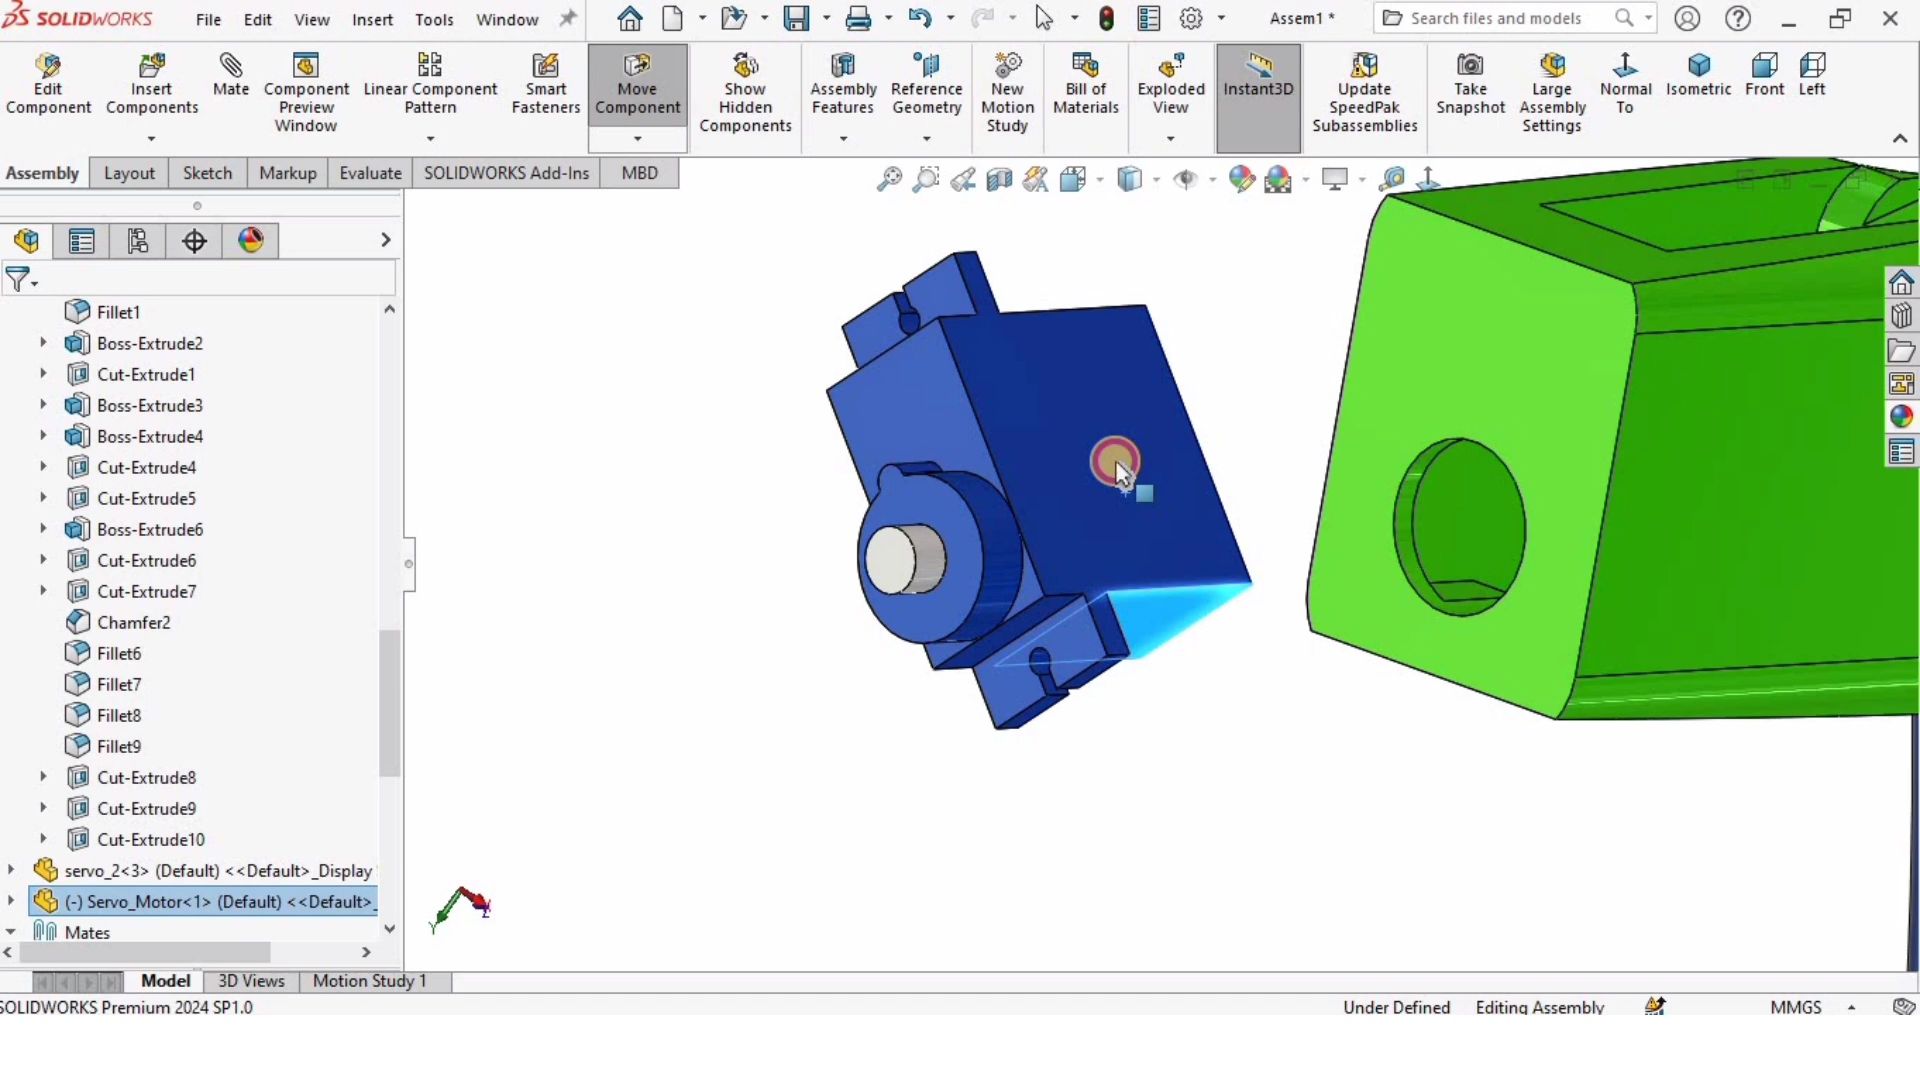 SOLIDWORKS File Edit View Insert Tools Window Assem1 * Search files and models
Edit Component
Insert Components
Mate
Component Preview Window
Linear Component Pattern
Smart Fasteners
Move Component
Show Hidden Components
Assembly Features
Reference Geometry
New Motion Study
Bill of Materials
Exploded View
Instant3D
Update SpeedPak Subassemblies
Take Snapshot
Large Assembly Settings
Normal To
Isometric
Front
Left
Assembly Layout Sketch Markup Evaluate SOLIDWORKS Add-Ins MBD
Fillet1
Boss-Extrude2
Cut-Extrude1
Boss-Extrude3
Boss-Extrude4
Cut-Extrude4
Cut-Extrude5
Boss-Extrude6
Cut-Extrude6
Cut-Extrude7
Chamfer2
Fillet6
Fillet7
Fillet8
Fillet9
Cut-Extrude8
Cut-Extrude9
Cut-Extrude10
servo_2<3> (Default) <<Default>_Display
(-) Servo_Motor<1> (Default) <<Default>_
Mates
Y
Z
Model 3D Views Motion Study 1
SOLIDWORKS Premium 2024 SP1.0 Under Defined Editing Assembly MMGS